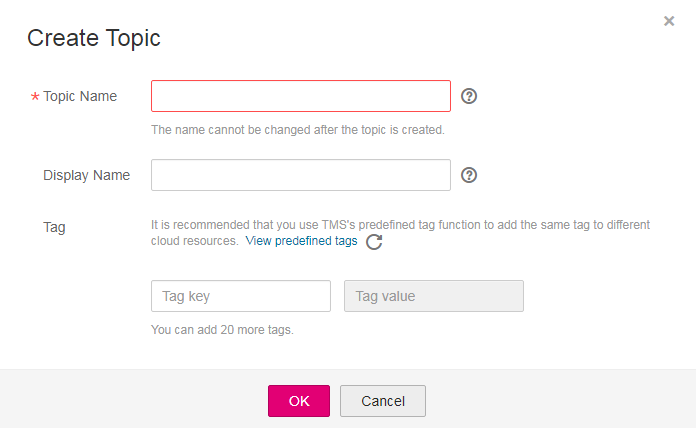 Create Topic
* Topic Name
The name cannot be changed after the topic is created.
Display Name
Tag
It is recommended that you use TMS's predefined tag function to add the same tag to different
cloud resources. View predefined tags
Tag key Tag value
You can add 20 more tags.
OK Cancel